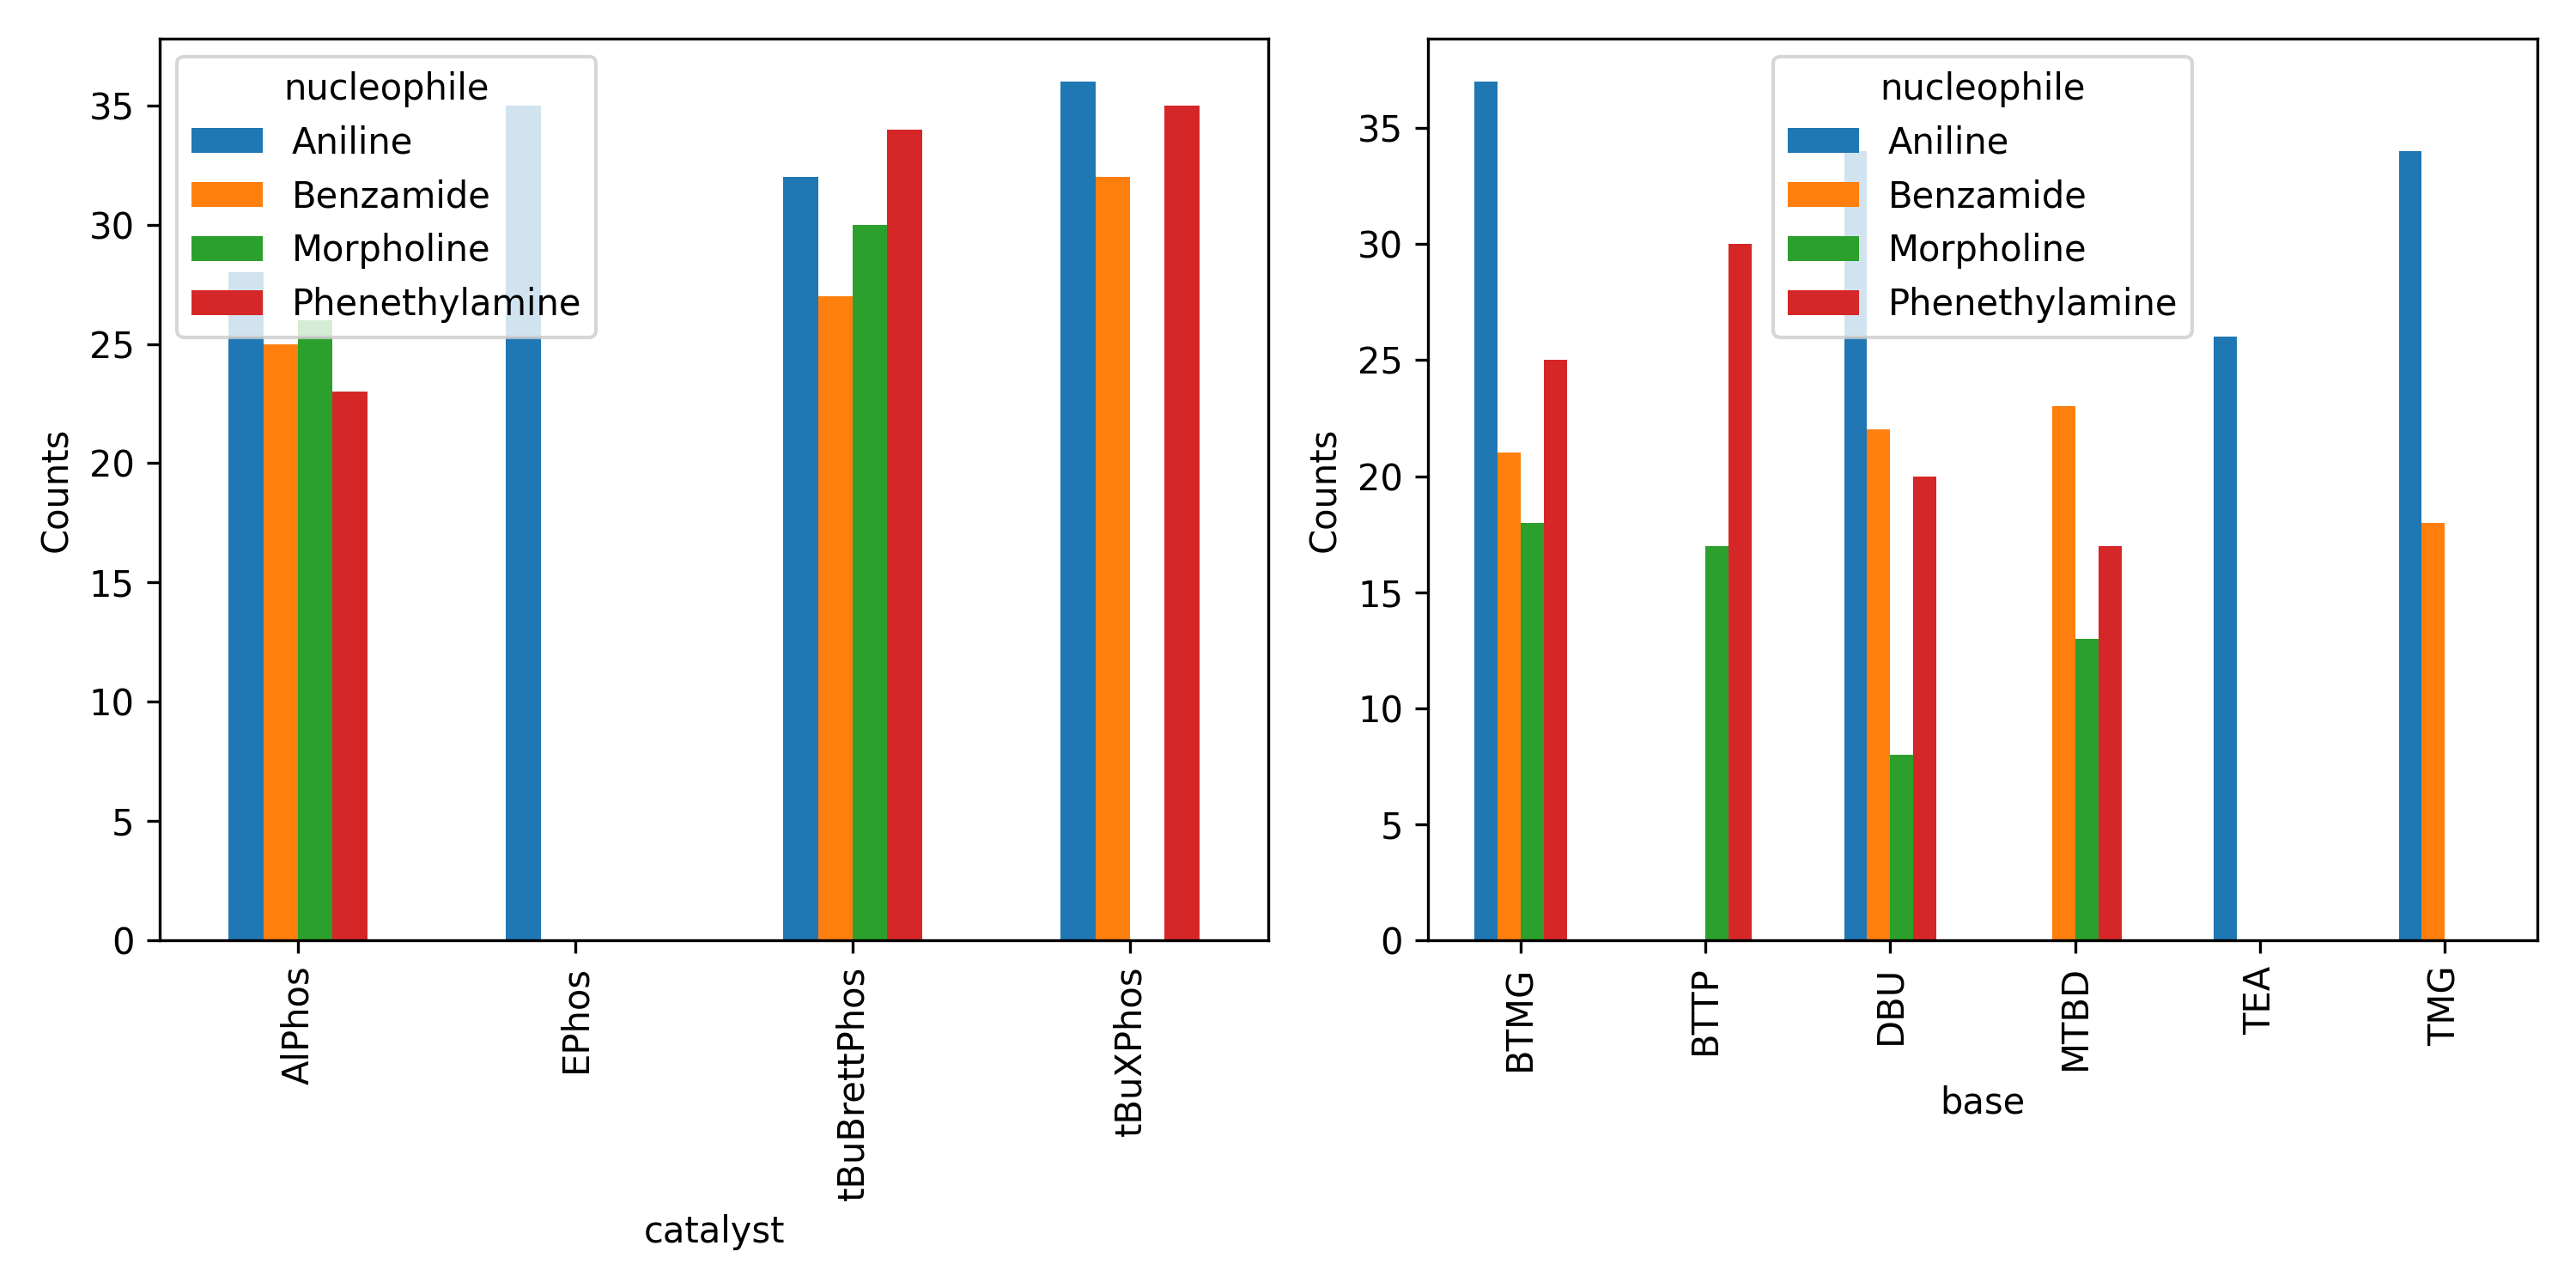 nucleophile
Aniline
Benzamide
Morpholine
Phenethylamine
35
30
25
20
15
10
5
0
Counts
AlPhos
EPhos
tBuBrettPhos
tBuXPhos
catalyst
nucleophile
Aniline
Benzamide
Morpholine
Phenethylamine
35
30
25
20
15
10
5
0
Counts
BTMG
BTTP
DBU
MTBD
TEA
TMG
base